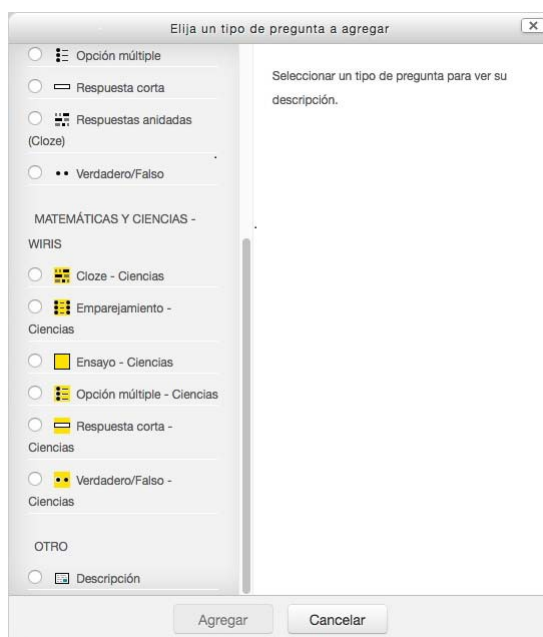 Elija un tipo de pregunta a agregar
Opción múltiple
Respuesta corta
Respuestas anidadas
(Cloze)
Verdadero/Falso
MATEMÁTICAS Y CIENCIAS -
WIRIS
Cloze - Ciencias
Emparejamiento -
Ciencias
Ensayo - Ciencias
Opción múltiple - Ciencias
Respuesta corta -
Ciencias
Verdadero/Falso -
Ciencias
OTRO
Descripción
Seleccionar un tipo de pregunta para ver su
descripción.
Agregar
Cancelar